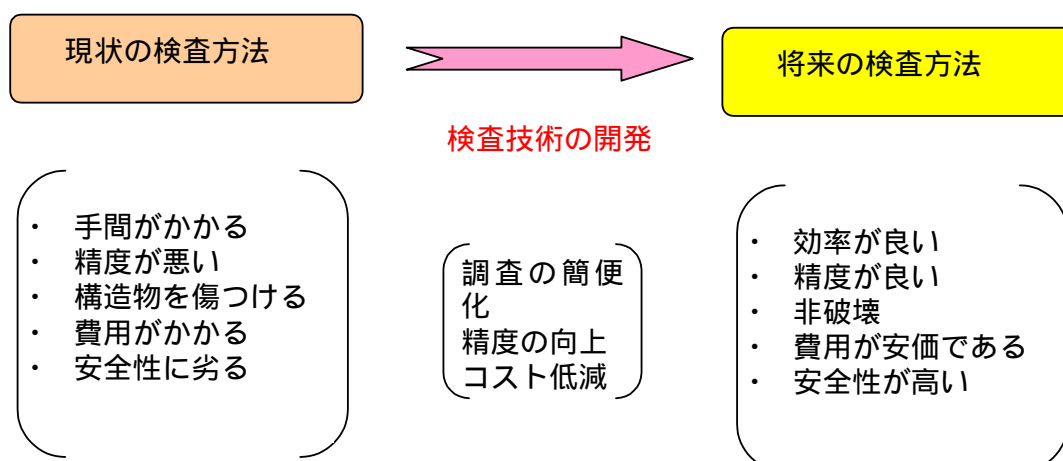 現状の検査方法
将来の検査方法
検査技術の開発
・ 手間がかかる
・ 精度が悪い
・ 構造物を傷つける
・ 費用がかかる
・ 安全性に劣る
調査の簡便
化
精度の向上
コスト低減
・ 効率が良い
・ 精度が良い
・ 非破壊
・ 費用が安価である
・ 安全性が高い